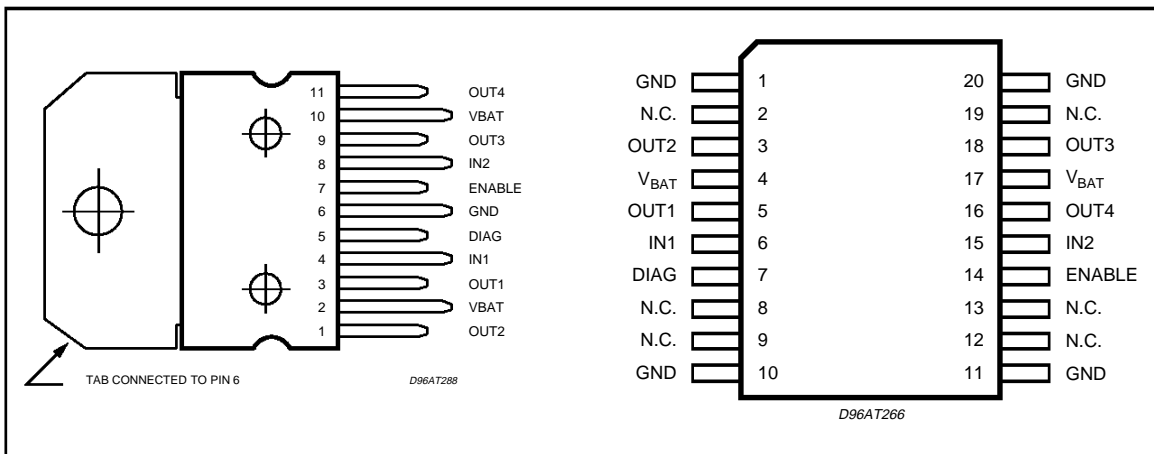 11 OUT4
10 VBAT
9 OUT3
8 IN2
7 ENABLE
6 GND
5 DIAG
4 IN1
3 OUT1
2 VBAT
1 OUT2
TAB CONNECTED TO PIN 6
D96AT288
GND 1 20 GND
N.C. 2 19 N.C.
OUT2 3 18 OUT3
VBAT 4 17 VBAT
OUT1 5 16 OUT4
IN1 6 15 IN2
DIAG 7 14 ENABLE
N.C. 8 13 N.C.
N.C. 9 12 N.C.
GND 10 11 GND
D96AT266